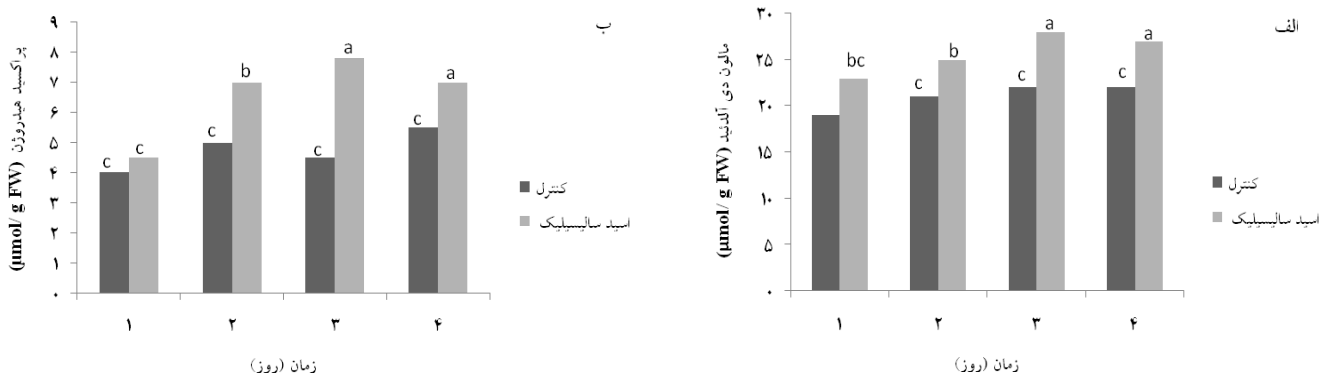 الف
مالون دی آلدئید (µmol/ g FW)
۳۰
۲۵
۲۰
۱۵
۱۰
۵
۰
bc
c b
c a
c a
۱ ۲ ۳ ۴
زمان (روز)
کنترل
اسید سالیسیلیک
ب
پراکسید هیدروژن (µmol/ g FW)
۹
۸
۷
۶
۵
۴
۳
۲
۱
۰
c c
c b
c a
c a
۱ ۲ ۳ ۴
زمان (روز)
کنترل
اسید سالیسیلیک